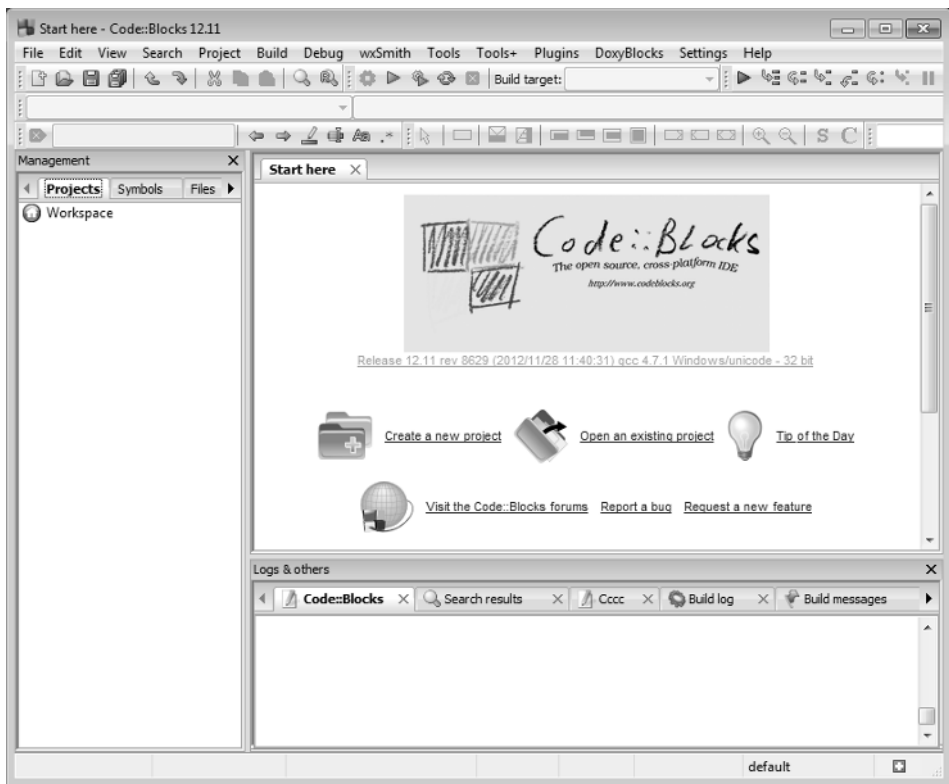 Start here - Code::Blocks 12.11
File Edit View Search Project Build Debug wxSmith Tools Tools+ Plugins DoxyBlocks Settings Help
Build target:
Management
Projects Symbols Files
Workspace
Start here
Code::Blocks
The open source, cross-platform IDE
http://www.codeblocks.org
Release 12.11 rev 8629 (2012/11/28 11:40:31) gcc 4.7.1 Windows/unicode - 32 bit
Create a new project Open an existing project Tip of the Day
Visit the Code::Blocks forums Report a bug Request a new feature
Logs & others
Code::Blocks Search results Cccc Build log Build messages
default